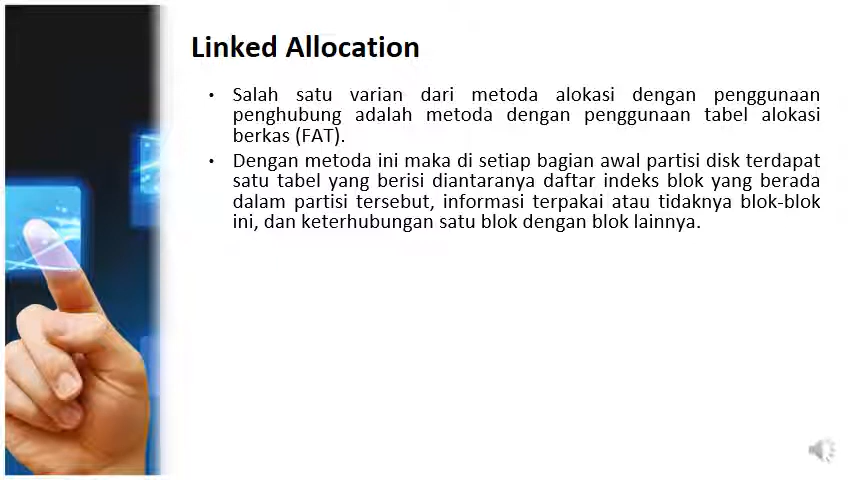 Linked Allocation
• Salah satu varian dari metoda alokasi dengan penggunaan
penghubung adalah metoda dengan penggunaan tabel alokasi
berkas (FAT).
• Dengan metoda ini maka di setiap bagian awal partisi disk terdapat
satu tabel yang berisi diantaranya daftar indeks blok yang berada
dalam partisi tersebut, informasi terpakai atau tidaknya blok-blok
ini, dan keterhubungan satu blok dengan blok lainnya.